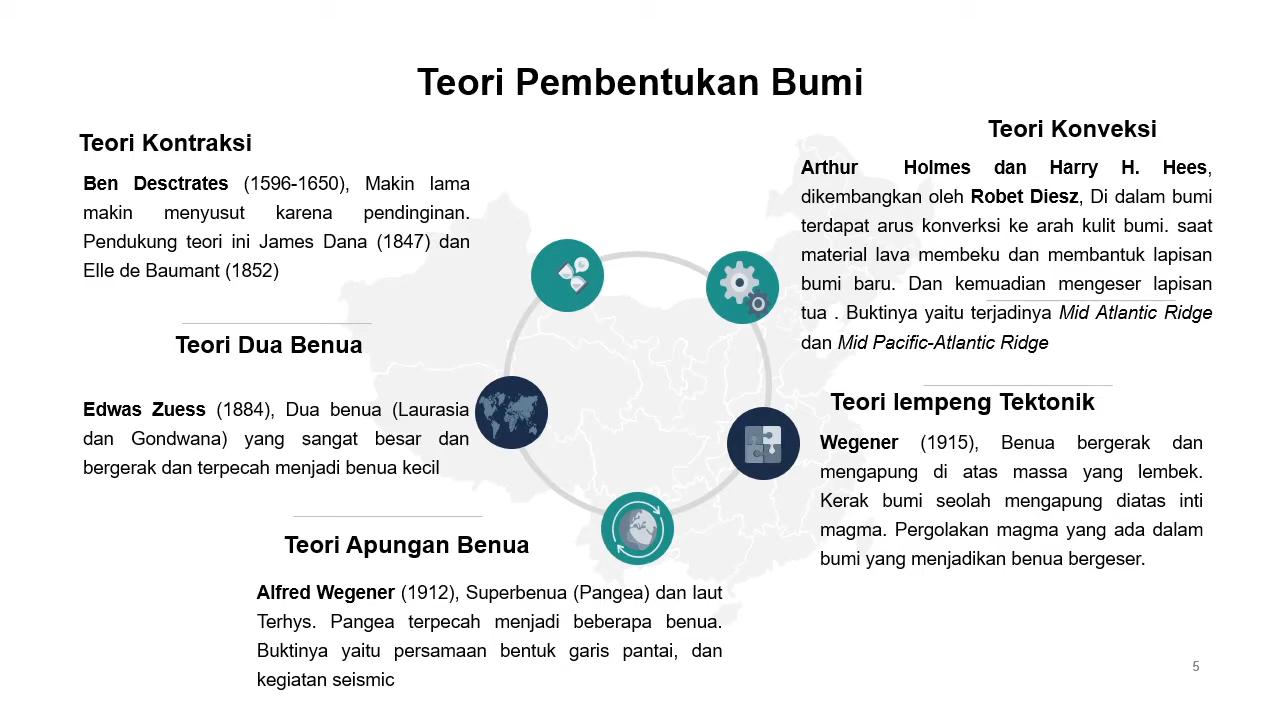 Teori Pembentukan Bumi
Teori Kontraksi
Ben Desctrates (1596-1650), Makin lama
makin menyusut karena pendinginan.
Pendukung teori ini James Dana (1847) dan
Elle de Baumant (1852)
Teori Dua Benua
Edwas Zuess (1884), Dua benua (Laurasia
dan Gondwana) yang sangat besar dan
bergerak dan terpecah menjadi benua kecil
Teori Apungan Benua
Alfred Wegener (1912), Superbenua (Pangea) dan laut
Terhys. Pangea terpecah menjadi beberapa benua.
Buktinya yaitu persamaan bentuk garis pantai, dan
kegiatan seismic
Teori Konveksi
Arthur Holmes dan Harry H. Hees,
dikembangkan oleh Robet Diesz, Di dalam bumi
terdapat arus konverksi ke arah kulit bumi. saat
material lava membeku dan membantuk lapisan
bumi baru. Dan kemuadian mengeser lapisan
tua . Buktinya yaitu terjadinya Mid Atlantic Ridge
dan Mid Pacific-Atlantic Ridge
Teori lempeng Tektonik
Wegener (1915), Benua bergerak dan
mengapung di atas massa yang lembek.
Kerak bumi seolah mengapung diatas inti
magma. Pergolakan magma yang ada dalam
bumi yang menjadikan benua bergeser.
5